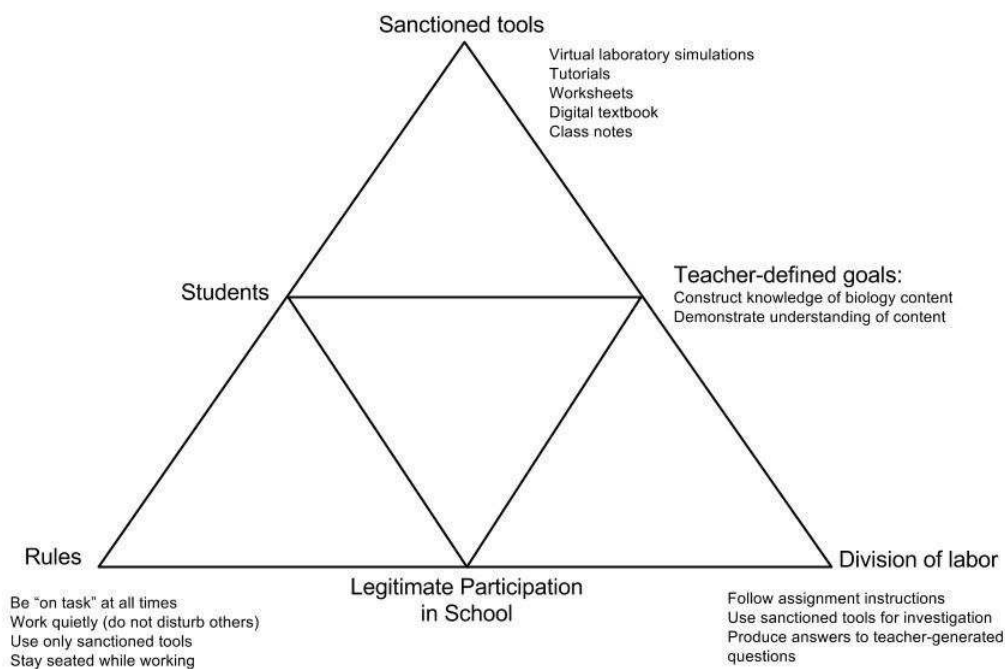 Sanctioned tools
Virtual laboratory simulations
Tutorials
Worksheets
Digital textbook
Class notes
Students
Teacher-defined goals:
Construct knowledge of biology content
Demonstrate understanding of content
Rules
Be “on task” at all times
Work quietly (do not disturb others)
Use only sanctioned tools
Stay seated while working
Legitimate Participation
in School
Division of labor
Follow assignment instructions
Use sanctioned tools for investigation
Produce answers to teacher-generated
questions